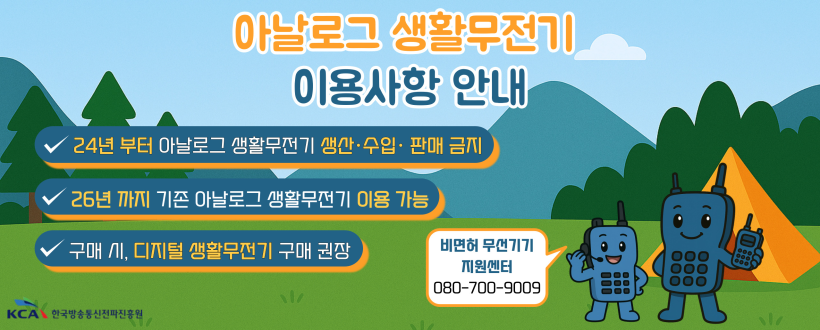 아날로그 생활무전기
이용사항 안내
24년 부터 아날로그 생활무전기 생산·수입· 판매 금지
26년 까지 기존 아날로그 생활무전기 이용 가능
구매 시, 디지털 생활무전기 구매 권장
비면허 무선기기
지원센터
080-700-9009
KCA 한국방송통신전파진흥원